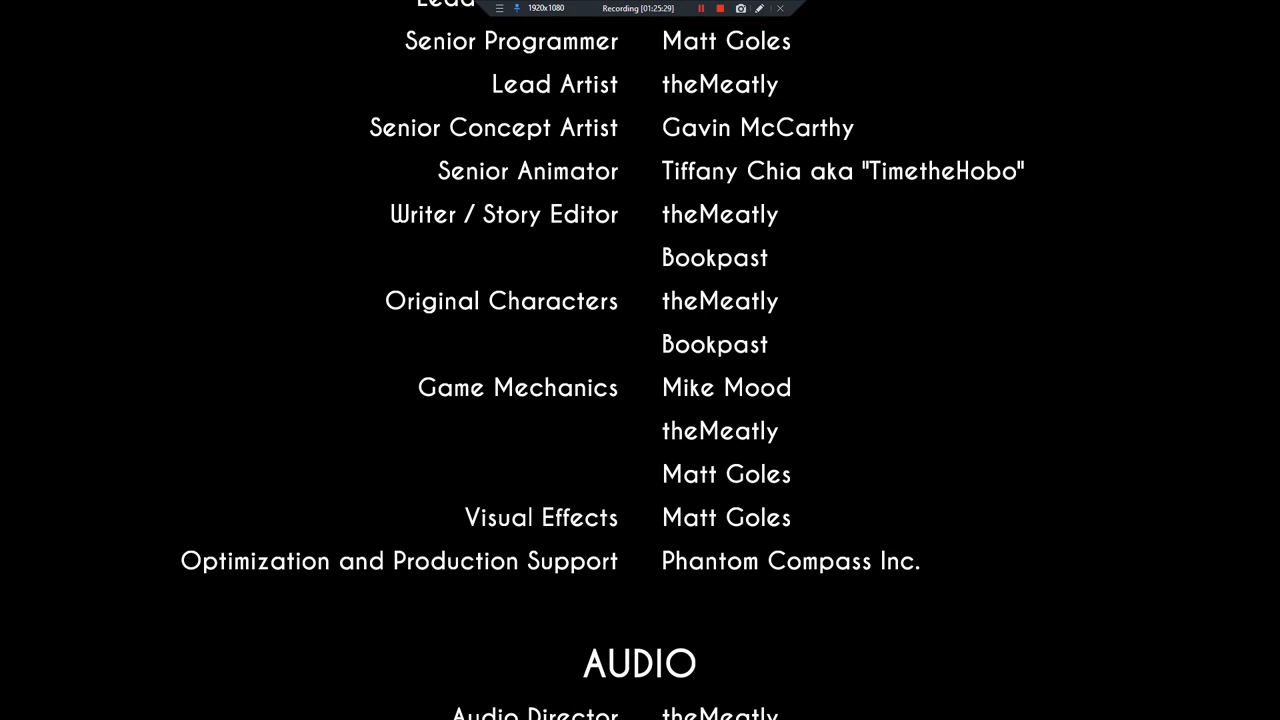 1920x1080 Recording [01:25:29]
Lead
Senior Programmer Matt Goles
Lead Artist theMeatly
Senior Concept Artist Gavin McCarthy
Senior Animator Tiffany Chia aka "TimetheHobo"
Writer / Story Editor theMeatly
Bookpast
Original Characters theMeatly
Bookpast
Game Mechanics Mike Mood
theMeatly
Matt Goles
Visual Effects Matt Goles
Optimization and Production Support Phantom Compass Inc.
AUDIO
Audio Director theMeatly